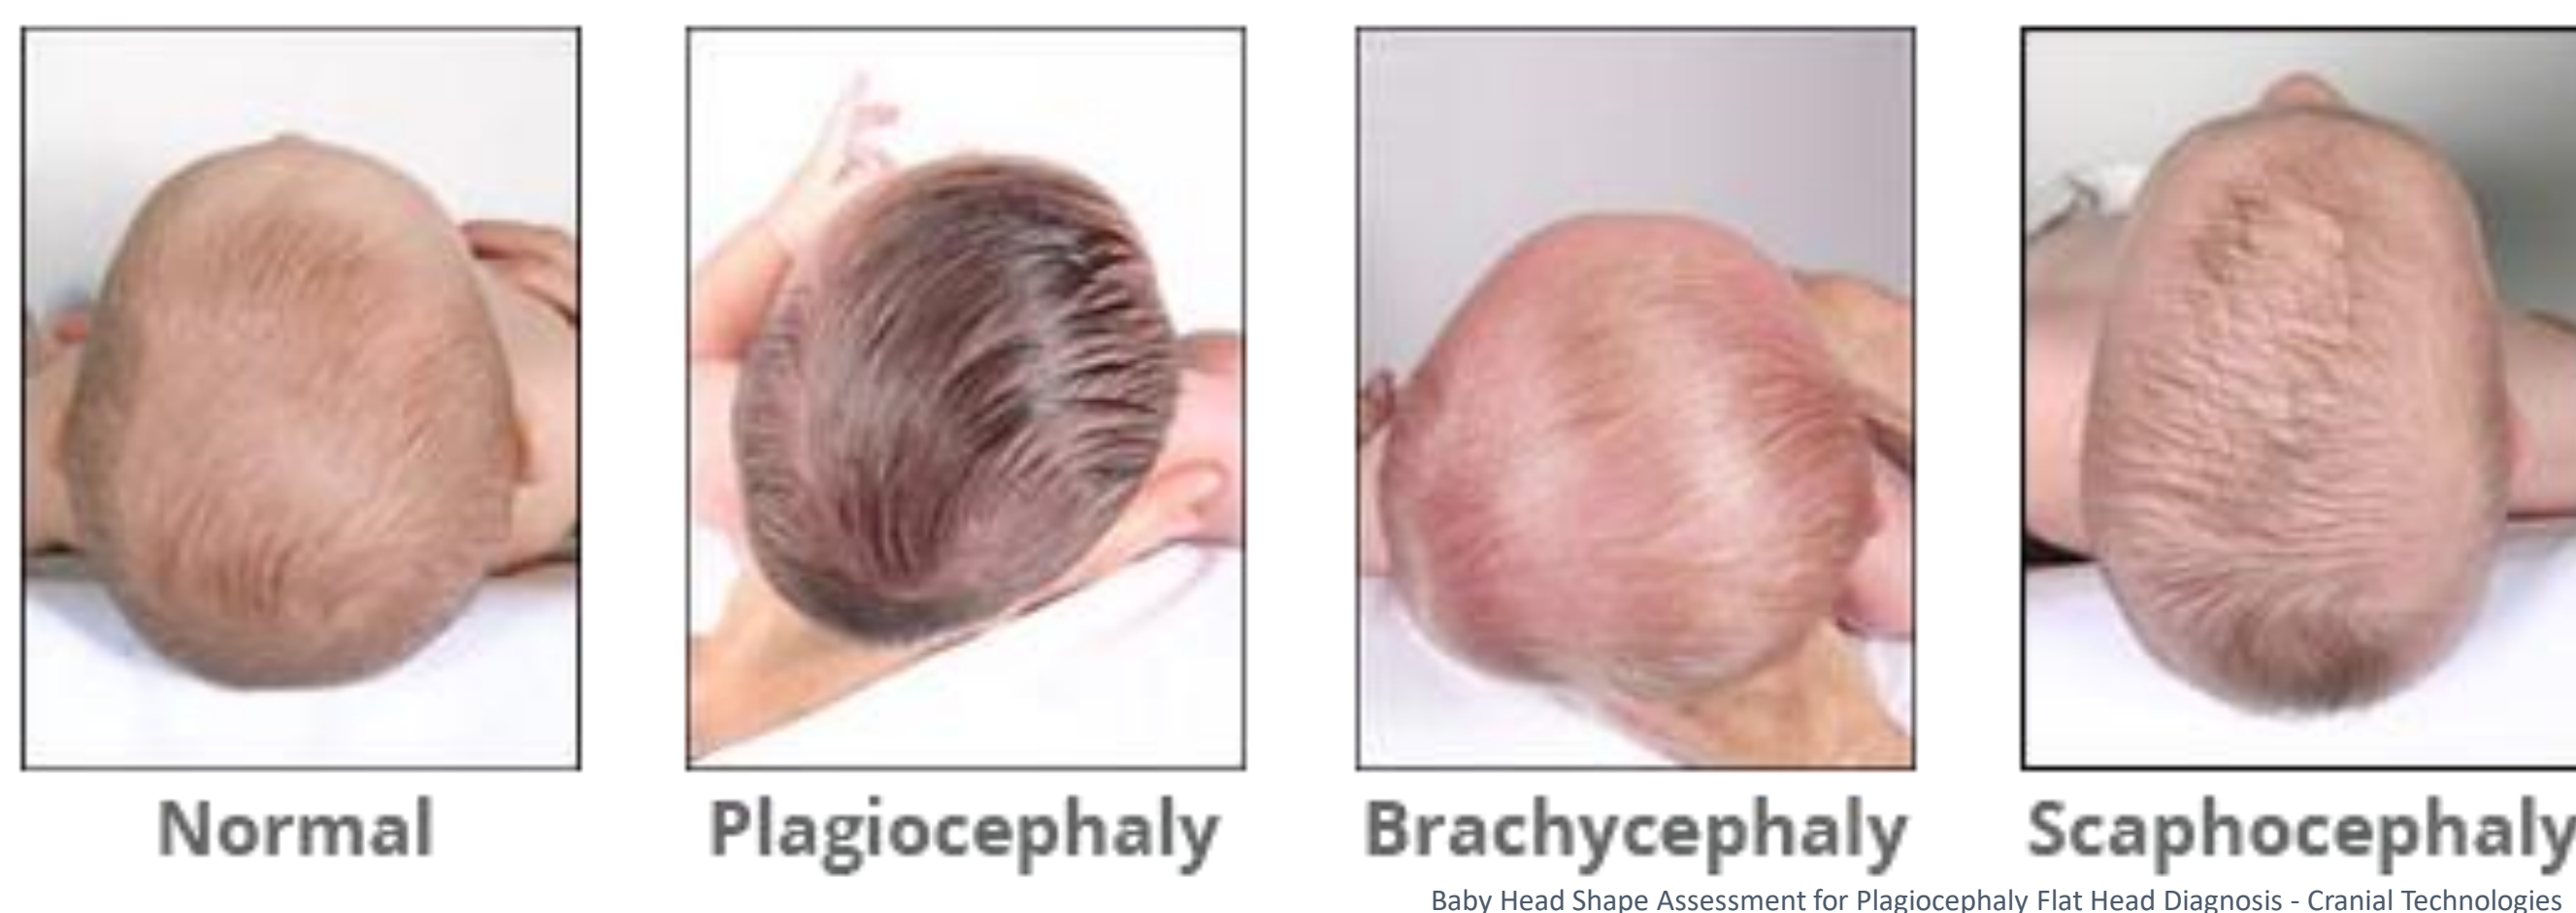 Normal
Plagiocephaly
Brachycephaly
Scaphocephaly
Baby Head Shape Assessment for Plagiocephaly Flat Head Diagnosis - Cranial Technologies